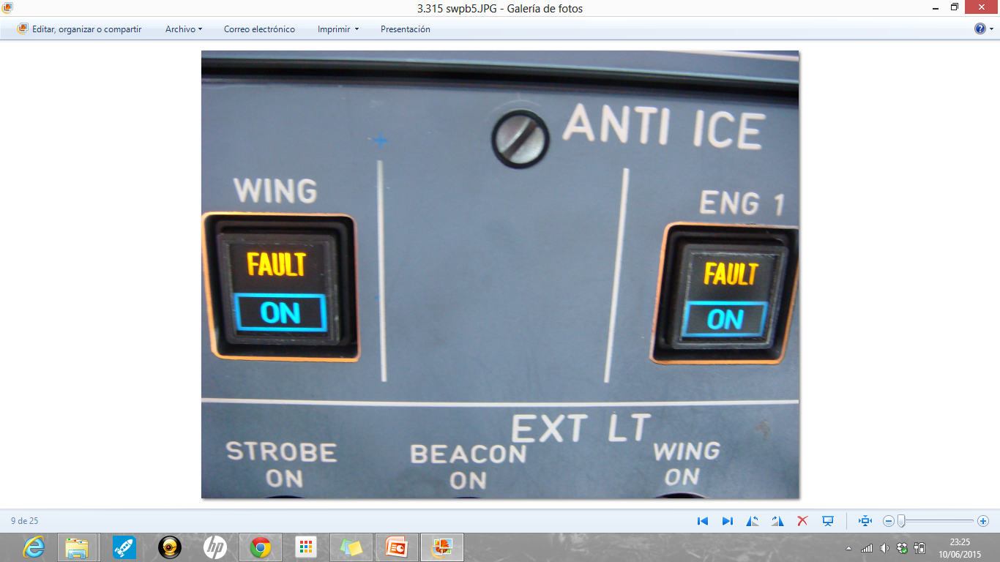 3.315 swpb5.JPG - Galería de fotos
Editar, organizar o compartir Archivo Correo electrónico Imprimir Presentación
ANTI ICE
WING
ENG 1
FAULT
ON
FAULT
ON
EXT LT
STROBE
ON
BEACON
ON
WING
ON
9 de 25
hp
23:25
10/06/2015